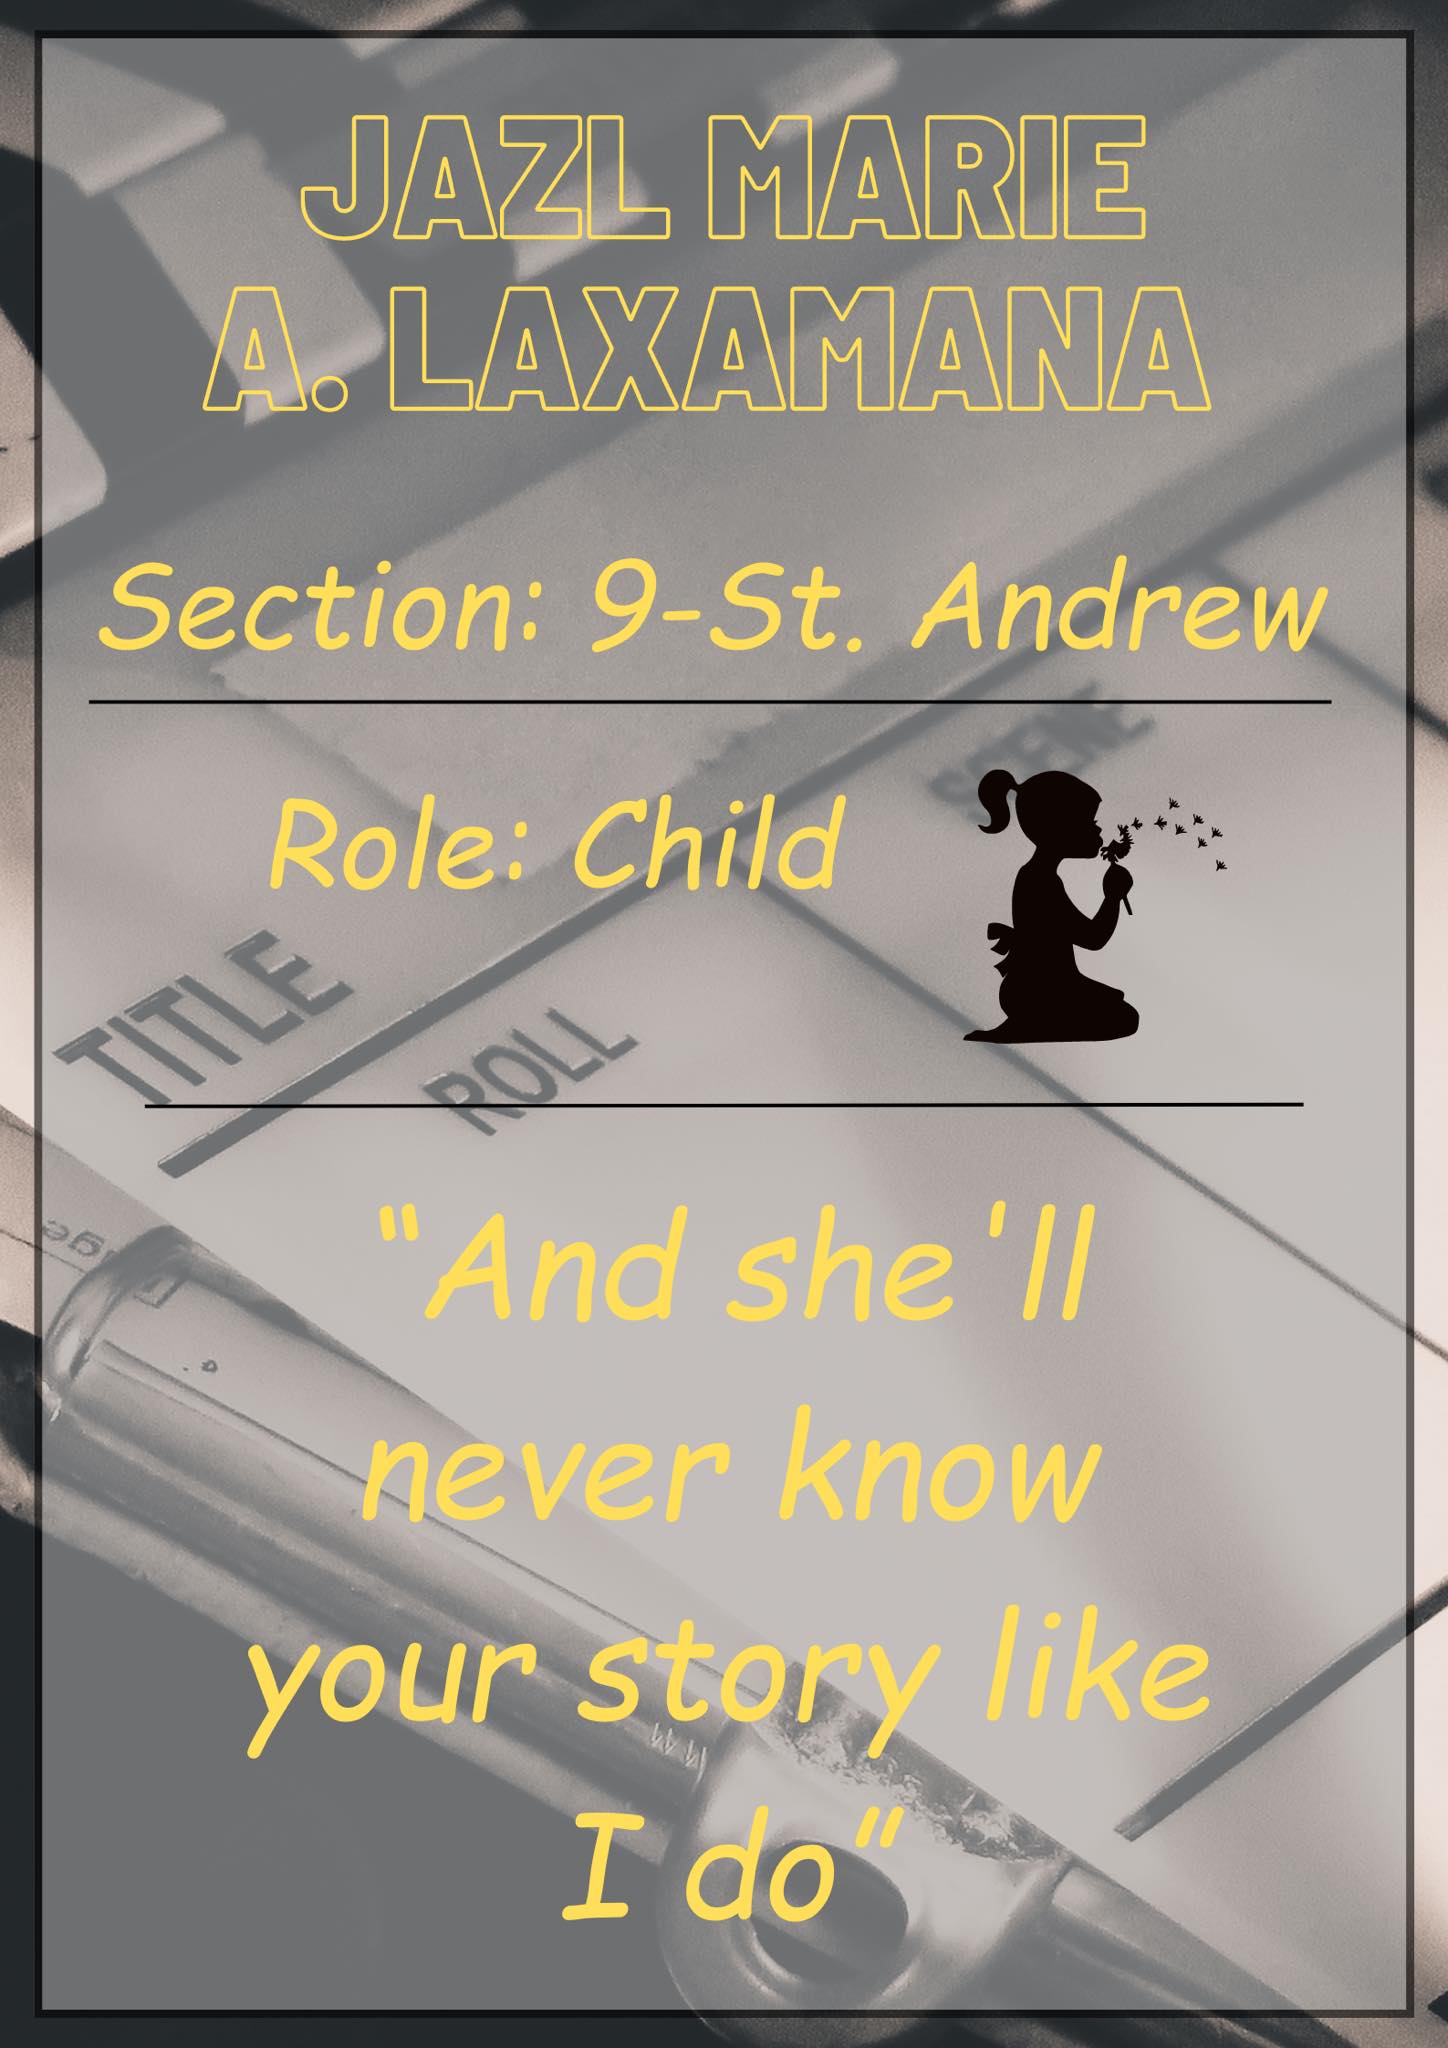 JAZL MARIE
A. LAXAMANA
Section: 9-St. Andrew
SCENE
Role: Child
TITLE
ROLL
"And she'll
never know
your story like
I do"